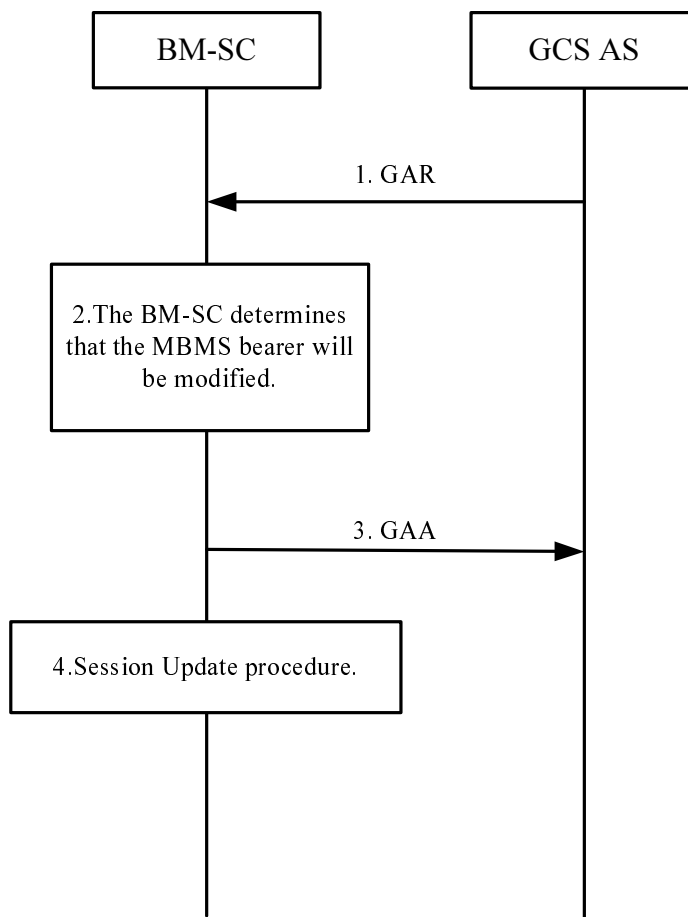 BM-SC
GCS AS
1. GAR
2.The BM-SC determines
that the MBMS bearer will
be modified.
3. GAA
4.Session Update procedure.